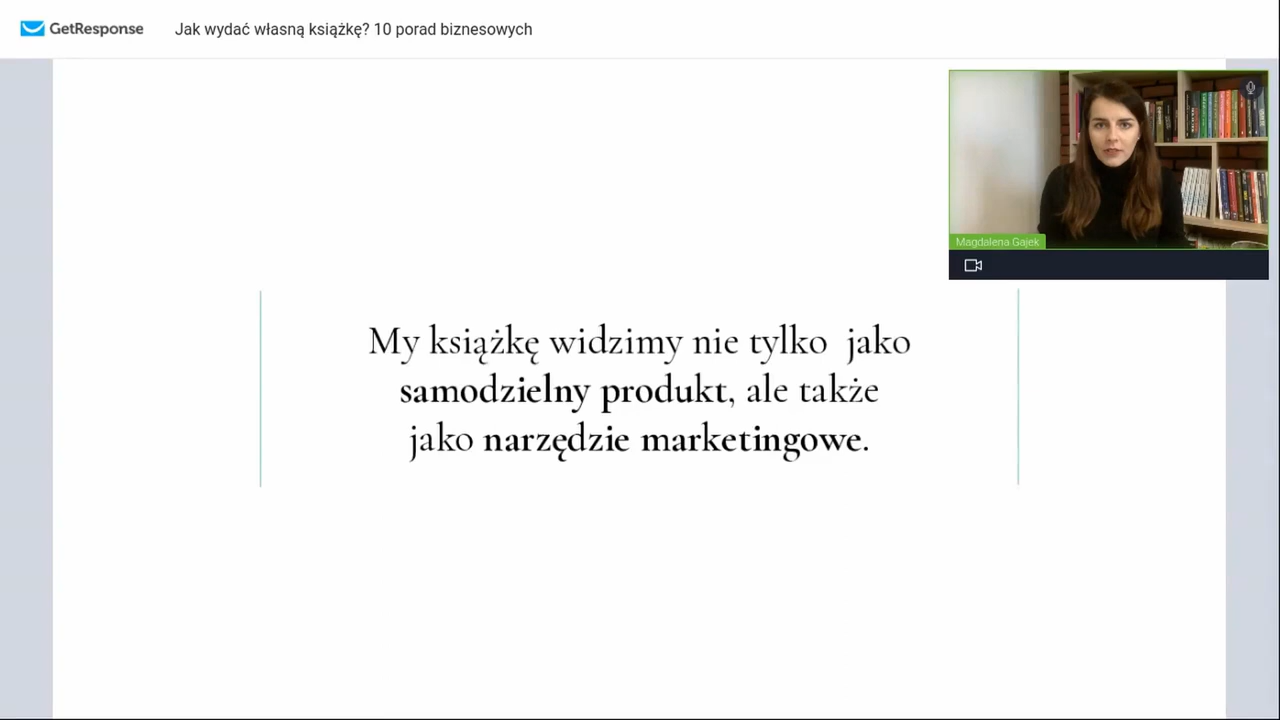 GetResponse
Jak wydać własną książkę? 10 porad biznesowych
Magdalena Gajek
My książkę widzimy nie tylko jako
samodzielny produkt, ale także
jako narzędzie marketingowe.